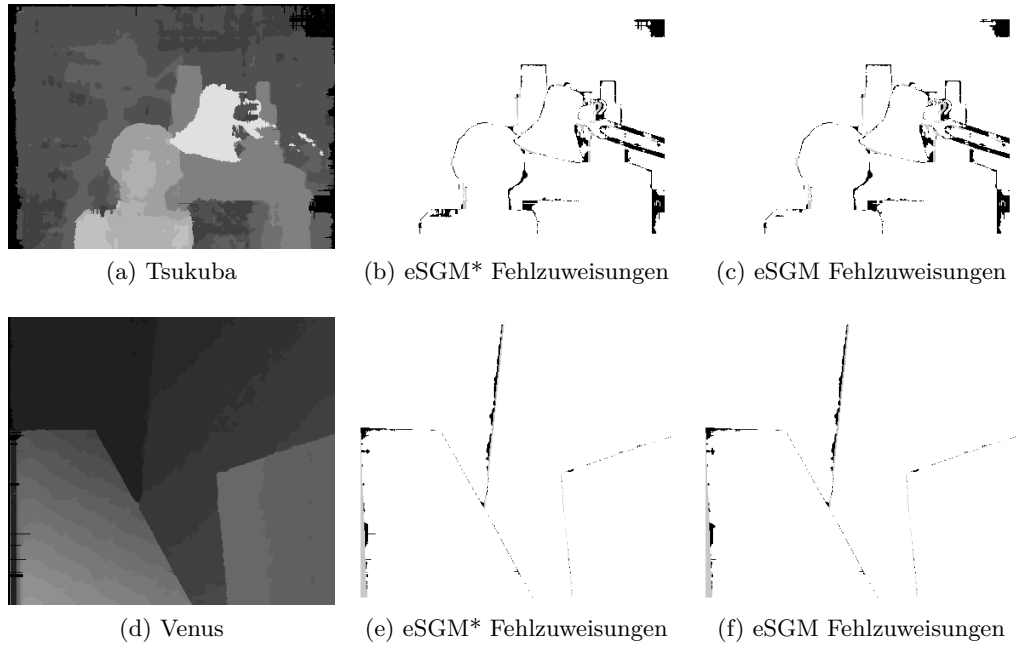 (a) Tsukuba
(b) eSGM* Fehlzuweisungen
(c) eSGM Fehlzuweisungen
(d) Venus
(e) eSGM* Fehlzuweisungen
(f) eSGM Fehlzuweisungen